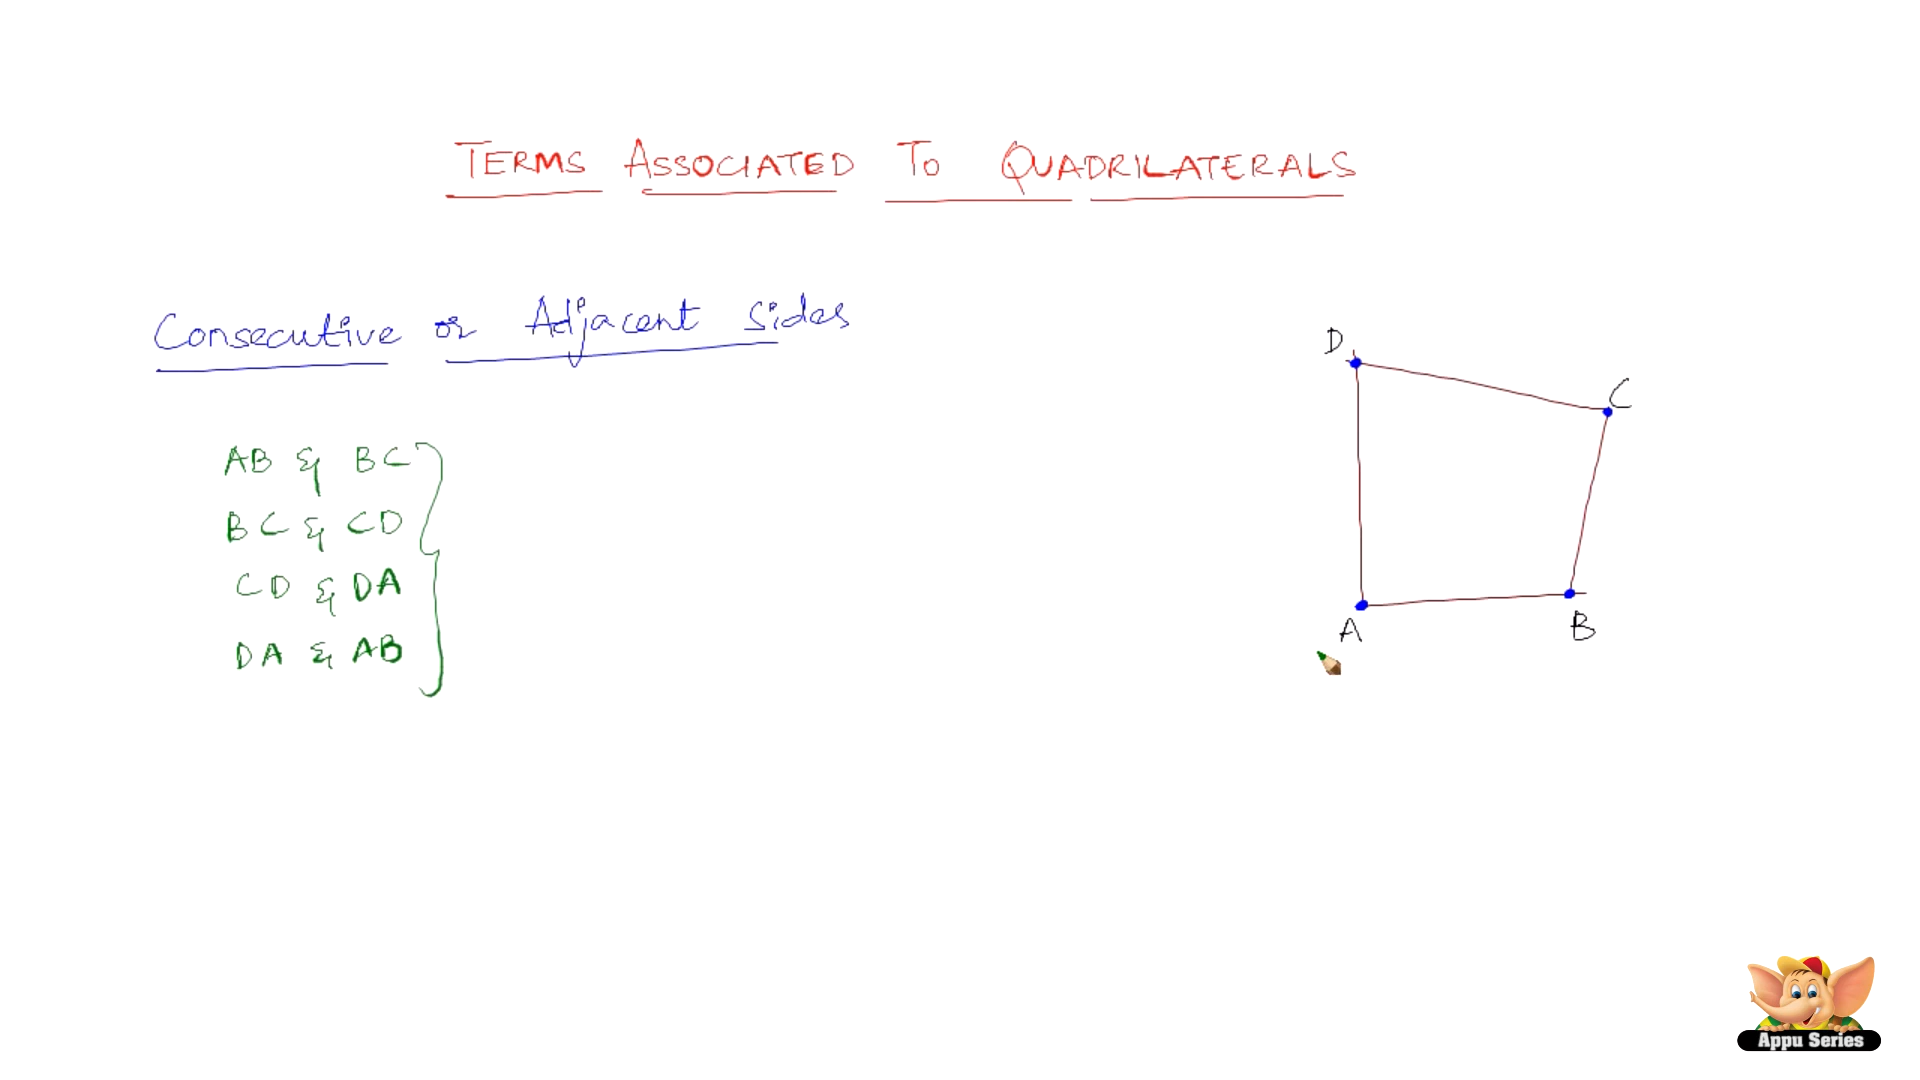 TERMS ASSOCIATED TO QUADRILATERALS
Consecutive or Adjacent sides
AB & BC
BC & CD
CD & DA
DA & AB
D
C
A
B
Appu Series